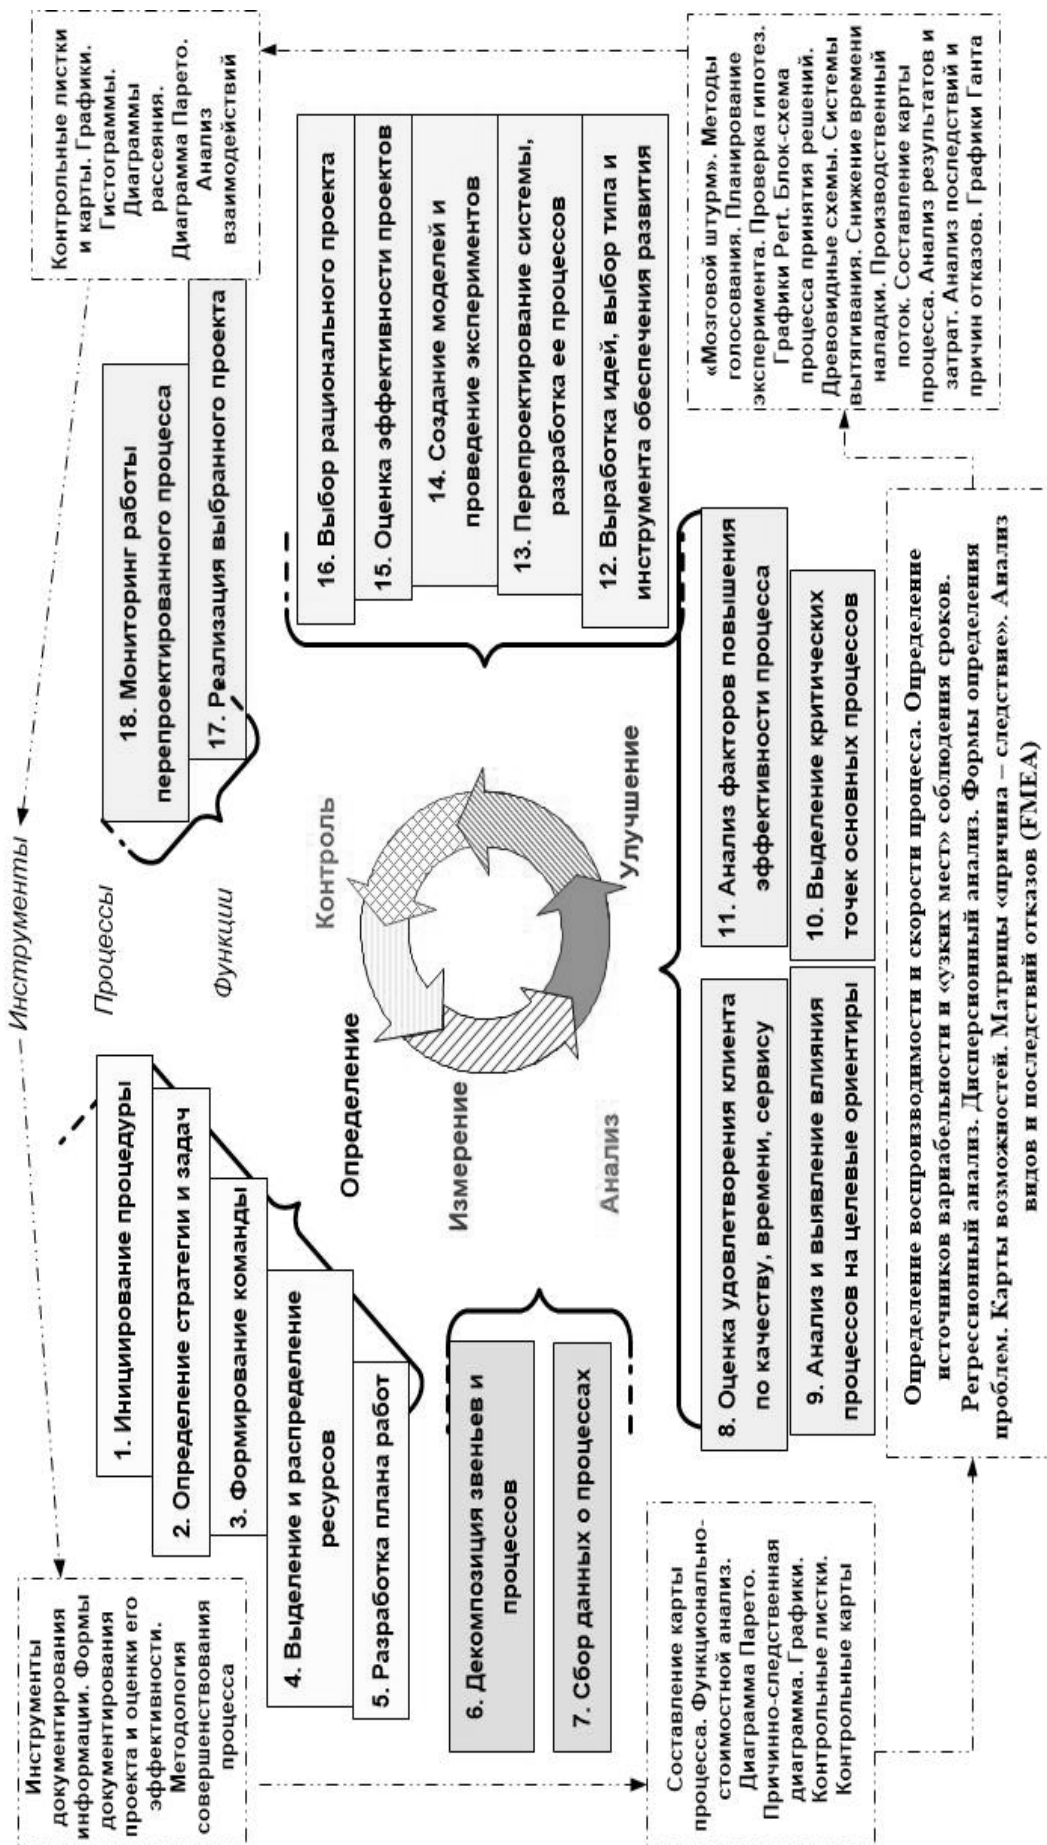 Инструменты
Процессы
Функции
Инструменты
документирования
информации. Формы
документирования
проекта и оценки его
эффективности.
Методология
совершенствования
процесса
1. Инициирование процедуры
2. Определение стратегии и задач
3. Формирование команды
4. Выделение и распределение
ресурсов
5. Разработка плана работ
6. Декомпозиция звеньев и
процессов
7. Сбор данных о процессах
Составление карты
процесса. Функционально-
стоимостной анализ.
Диаграмма Парето.
Причинно-следственная
диаграмма. Графики.
Контрольные листки.
Контрольные карты
Определение
Измерение
Анализ
Улучшение
Контроль
8. Оценка удовлетворения клиента
по качеству, времени, сервису
9. Анализ и выявление влияния
процессов на целевые ориентиры
10. Выделение критических
точек основных процессов
11. Анализ факторов повышения
эффективности процесса
Определение воспроизводимости и скорости процесса. Определение
источников вариабельности и «узких мест» соблюдения сроков.
Регрессионный анализ. Дисперсионный анализ. Формы определения
проблем. Карты возможностей. Матрицы «причина – следствие». Анализ
видов и последствий отказов (FMEA)
16. Выбор рационального проекта
15. Оценка эффективности проектов
14. Создание моделей и
проведение экспериментов
13. Перепроектирование системы,
разработка ее процессов
12. Выработка идей, выбор типа и
инструмента обеспечения развития
«Мозговой штурм». Методы
голосования. Планирование
эксперимента. Проверка гипотез.
Графики Pert. Блок-схема
процесса принятия решений.
Древовидные схемы. Системы
вытягивания. Снижение времени
наладки. Производственный
поток. Составление карты
процесса. Анализ результатов и
затрат. Анализ последствий и
причин отказов. Графики Ганта
18. Мониторинг работы
перепроектированного процесса
17. Реализация выбранного проекта
Контрольные листки
и карты. Графики.
Гистограммы.
Диаграммы
рассеяния.
Диаграмма Парето.
Анализ
взаимодействий